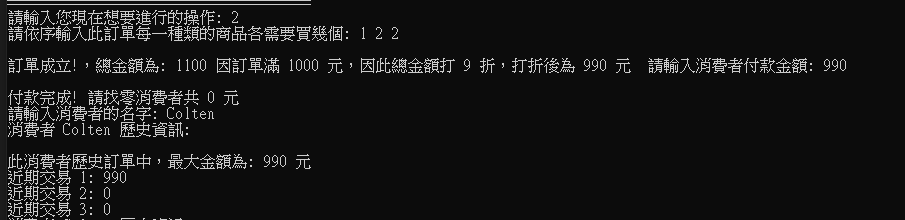 請輸入您現在想要進行的操作: 2
請依序輸入此訂單每一種類的商品各需要買幾個: 1 2 2
訂單成立!, 總金額為: 1100 因訂單滿 1000 元, 因此總金額打 9 折, 打折後為 990 元  請輸入消費者付款金額: 990
付款完成! 請找零消費者共 0 元
請輸入消費者的名字: Colten
消費者 Colten 歷史資訊:
此消費者歷史訂單中, 最大金額為: 990 元
近期交易 1: 990
近期交易 2: 0
近期交易 3: 0